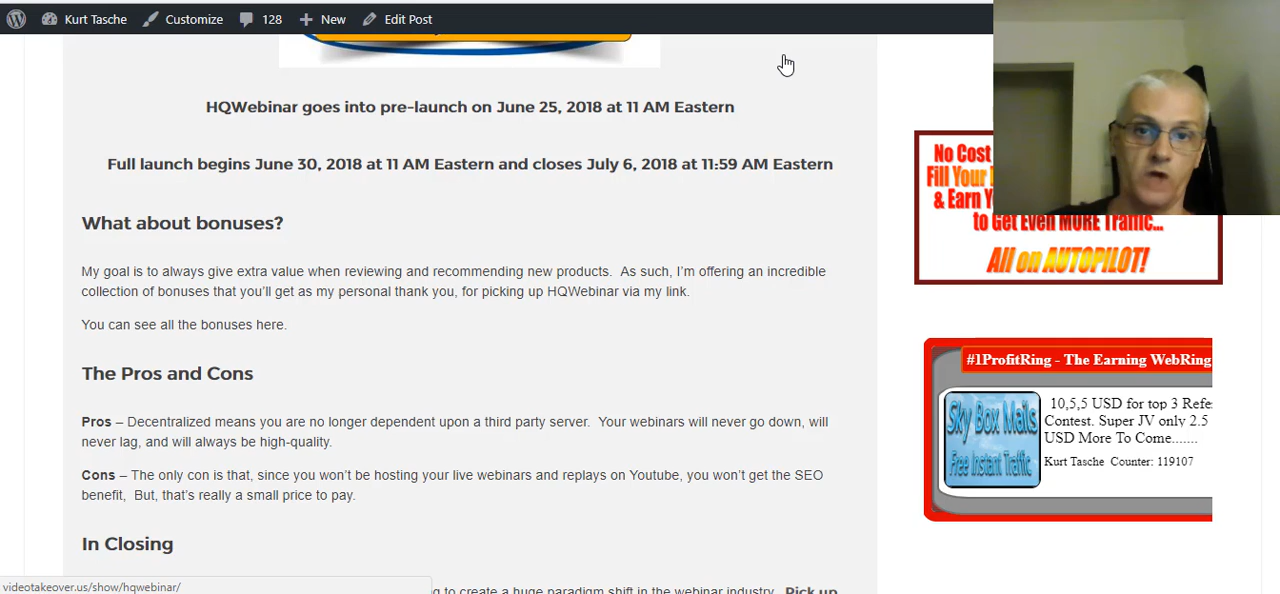 Kurt Tasche Customize 128 New Edit Post
HQWebinar goes into pre-launch on June 25, 2018 at 11 AM Eastern
Full launch begins June 30, 2018 at 11 AM Eastern and closes July 6, 2018 at 11:59 AM Eastern
What about bonuses?
My goal is to always give extra value when reviewing and recommending new products. As such, I'm offering an incredible
collection of bonuses that you'll get as my personal thank you, for picking up HQWebinar via my link.
You can see all the bonuses here.
The Pros and Cons
Pros – Decentralized means you are no longer dependent upon a third party server. Your webinars will never go down, will
never lag, and will always be high-quality.
Cons – The only con is that, since you won't be hosting your live webinars and replays on Youtube, you won't get the SEO
benefit, But, that's really a small price to pay.
In Closing
to create a huge paradigm shift in the webinar industry. Pick up
videotakeover.us/show/hqwebinar/
No Cost
Fill Your
& Earn
to Get Even MORE Traffic...
All on AUTOPILOT!
#1ProfitRing - The Earning WebRing
Sky Box Mails
Free Instant Traffic
10,5,5 USD for top 3 Refe
Contest. Super JV only 2.5
USD More To Come.......
Kurt Tasche Counter: 119107